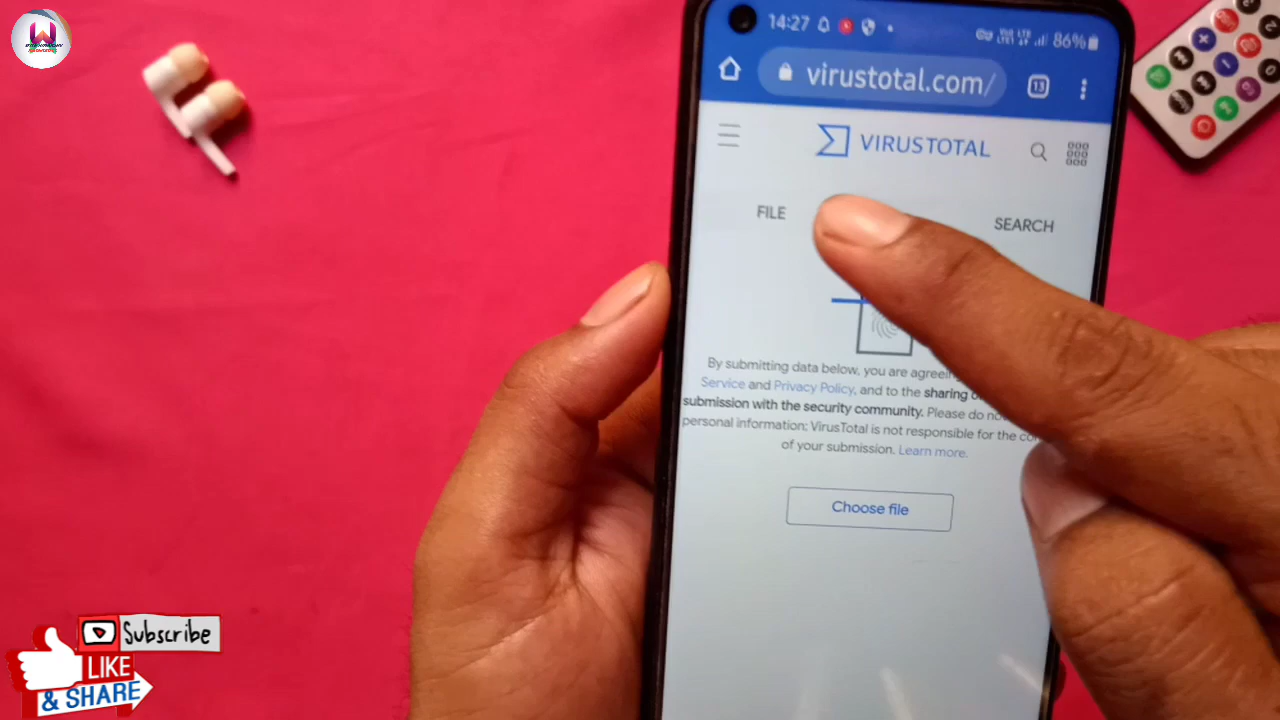 14:27
86%
virustotal.com/
13
VIRUSTOTAL
FILE
SEARCH
By submitting data below, you are agreeing
Service and Privacy Policy, and to the sharing
submission with the security community. Please do
personal information; VirusTotal is not responsible for the
of your submission. Learn more.
Choose file
Subscribe
LIKE
& SHARE